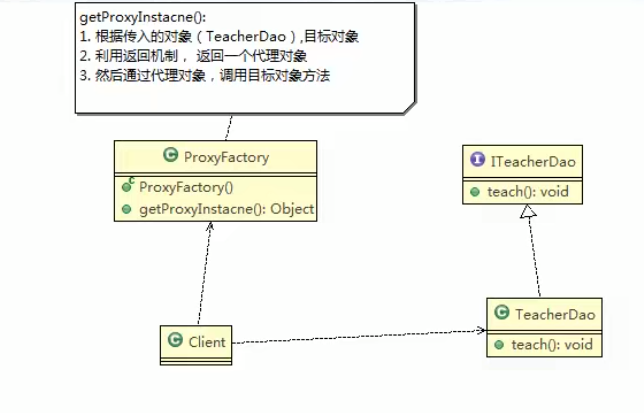 getProxyInstacne():
1. 根据传入的对象（TeacherDao）,目标对象
2. 利用返回机制， 返回一个代理对象
3. 然后通过代理对象，调用目标对象方法
C ProxyFactory
C ProxyFactory()
getProxyInstacne(): Object
I ITeacherDao
teach(): void
C TeacherDao
teach(): void
C Client